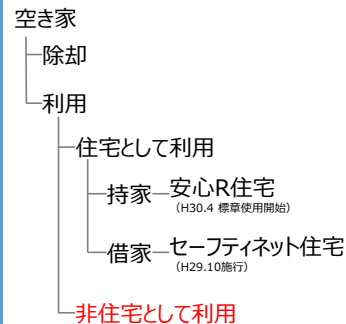 空き家
除却
利用
住宅として利用
持家
安心R住宅
（H30.4 標章使用開始）
借家
セーフティネット住宅
（H29.10施行）
非住宅として利用